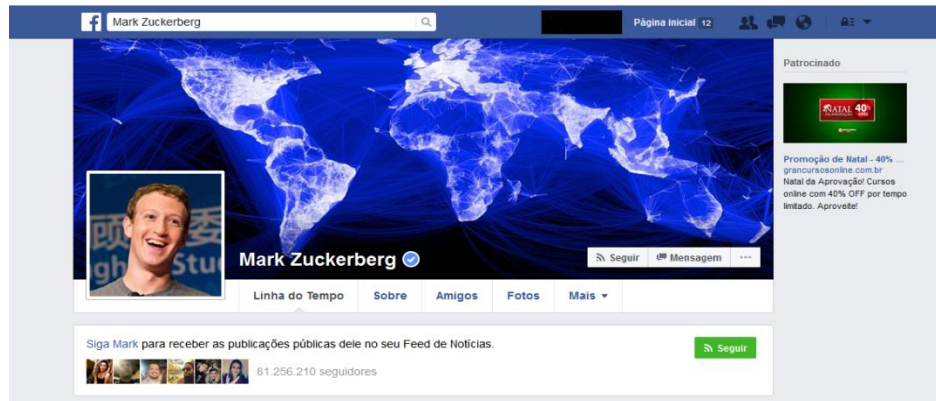 f
Mark Zuckerberg
Página inicial 12
Patrocinado
NATAL 40%
Promoção de Natal - 40% ...
grancursosonline.com.br
Natal da Aprovação! Cursos
online com 40% OFF por tempo
limitado. Aproveite!
Mark Zuckerberg
Seguir
Mensagem
...
Linha do Tempo
Sobre
Amigos
Fotos
Mais
Siga Mark para receber as publicações públicas dele no seu Feed de Notícias.
Seguir
81.256.210 seguidores